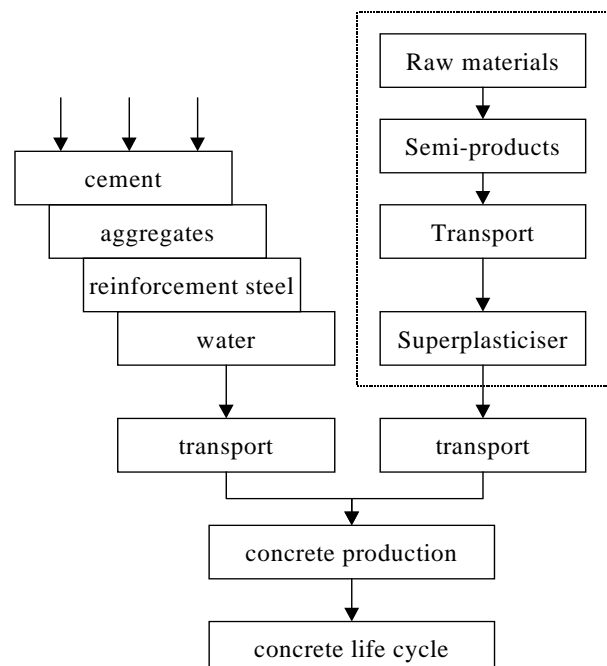 Raw materials
Semi-products
cement
aggregates
Transport
reinforcement steel
water
Superplasticiser
transport
transport
concrete production
concrete life cycle